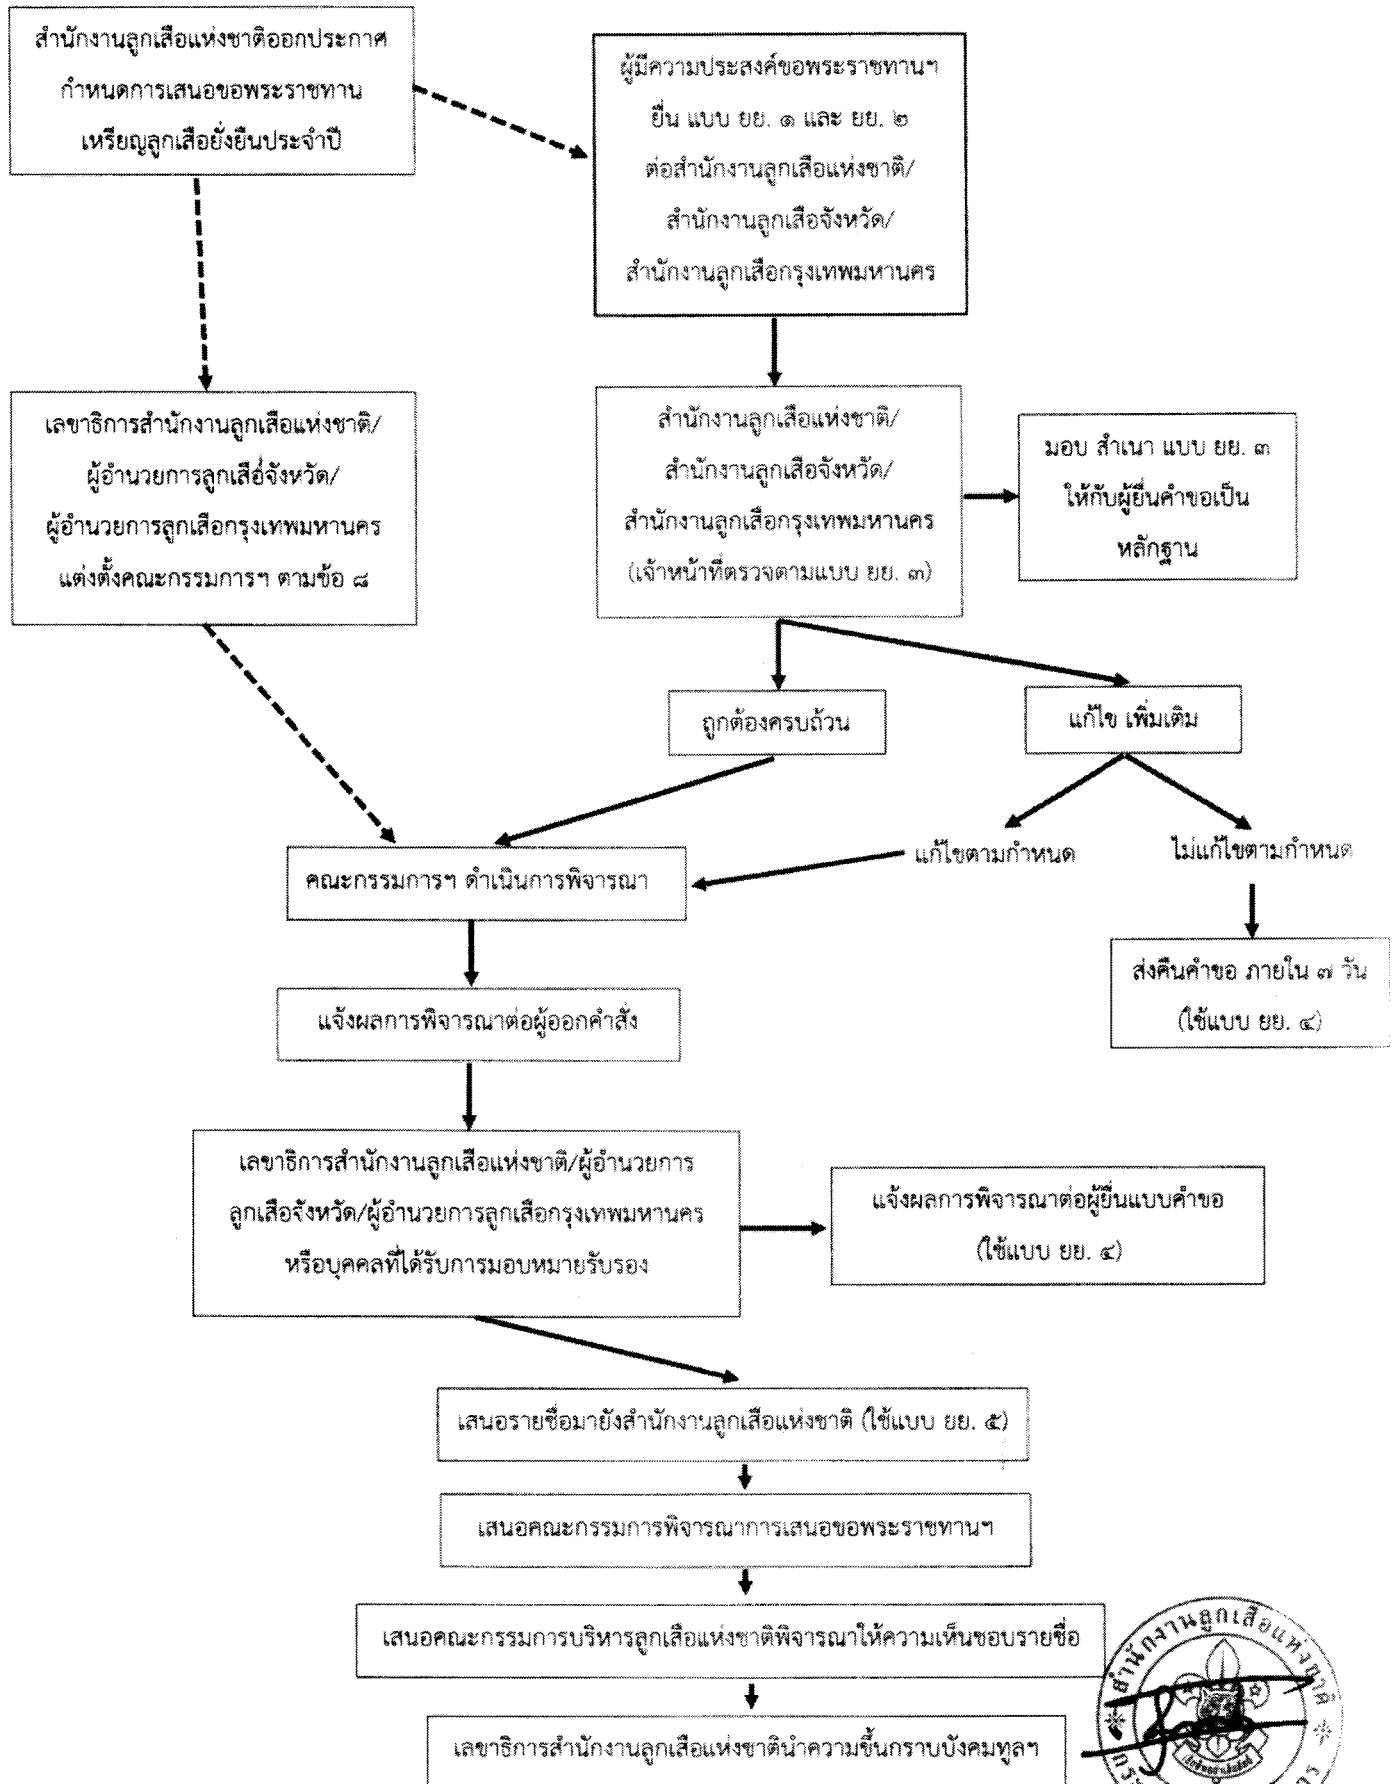 สำนักงานลูกเสือแห่งชาติออกประกาศ
กำหนดการเสนอขอพระราชทาน
เหรียญลูกเสือยั่งยืนประจำปี
ผู้มีความประสงค์ขอพระราชทานฯ
ยื่น แบบ ยย. ๑ และ ยย. ๒
ต่อสำนักงานลูกเสือแห่งชาติ/
สำนักงานลูกเสือจังหวัด/
สำนักงานลูกเสือกรุงเทพมหานคร
เลขาธิการสำนักงานลูกเสือแห่งชาติ/
ผู้อำนวยการลูกเสือจังหวัด/
ผู้อำนวยการลูกเสือกรุงเทพมหานคร
แต่งตั้งคณะกรรมการฯ ตามข้อ ๘
สำนักงานลูกเสือแห่งชาติ/
สำนักงานลูกเสือจังหวัด/
สำนักงานลูกเสือกรุงเทพมหานคร
(เจ้าหน้าที่ตรวจตามแบบ ยย. ๓)
มอบ สำเนา แบบ ยย. ๓
ให้กับผู้ยื่นคำขอเป็น
หลักฐาน
ถูกต้องครบถ้วน
แก้ไข เพิ่มเติม
แก้ไขตามกำหนด
ไม่แก้ไขตามกำหนด
คณะกรรมการฯ ดำเนินการพิจารณา
ส่งคืนคำขอ ภายใน ๗ วัน
(ใช้แบบ ยย. ๔)
แจ้งผลการพิจารณาต่อผู้ออกคำสั่ง
เลขาธิการสำนักงานลูกเสือแห่งชาติ/ผู้อำนวยการ
ลูกเสือจังหวัด/ผู้อำนวยการลูกเสือกรุงเทพมหานคร
หรือบุคคลที่ได้รับการมอบหมายรับรอง
แจ้งผลการพิจารณาต่อผู้ยื่นแบบคำขอ
(ใช้แบบ ยย. ๔)
เสนอรายชื่อมายังสำนักงานลูกเสือแห่งชาติ (ใช้แบบ ยย. ๕)
เสนอคณะกรรมการพิจารณาการเสนอขอพระราชทานฯ
เสนอคณะกรรมการบริหารลูกเสือแห่งชาติพิจารณาให้ความเห็นชอบรายชื่อ
เลขาธิการสำนักงานลูกเสือแห่งชาตินำความขึ้นกราบบังคมทูลฯ
สำนักงานลูกเสือแห่งชาติ